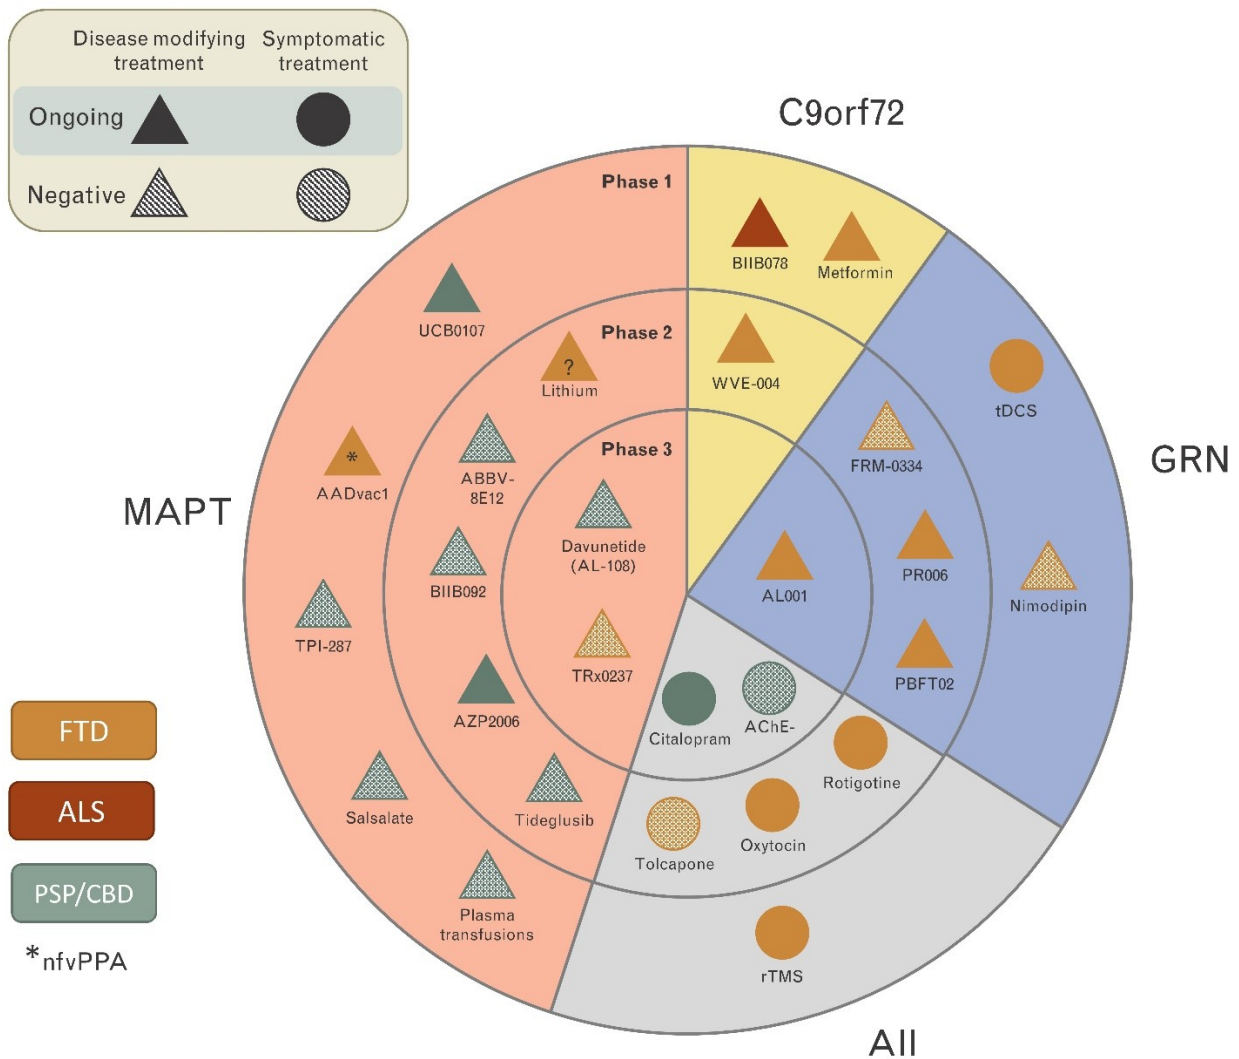 Disease modifying
treatment
Symptomatic
treatment
Ongoing
Negative
C9orf72
Phase 1
BIIB078
Metformin
UCB0107
Phase 2
Lithium
?
WVE-004
tDCS
GRN
FRM-0334
Phase 3
ABBV-
8E12
*
AADvac1
MAPT
Davunetide
(AL-108)
BIIB092
AL001
PR006
Nimodipin
TPI-287
TRx0237
PBFT02
AZP2006
Citalopram
AChE-
Rotigotine
FTD
Salsalate
Tideglusib
Tolcapone
Oxytocin
ALS
PSP/CBD
Plasma
transfusions
*nfvPPA
rTMS
All